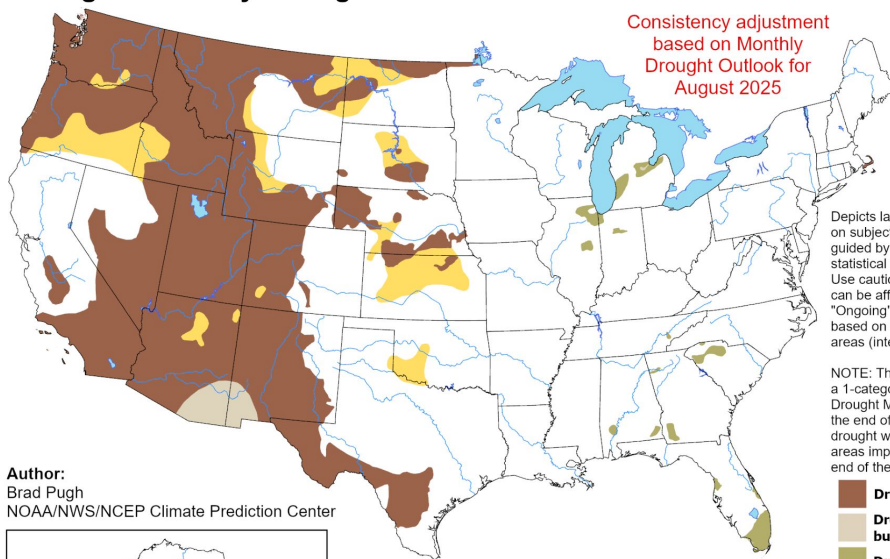 Consistency adjustment
based on Monthly
Drought Outlook for
August 2025
Depicts la
on subject
guided by
statistical
Use cautio
can be affe
"Ongoing"
based on
areas (inte
NOTE: Th
a 1-catego
Drought M
the end of
drought w
areas imp
end of the
Author:
Brad Pugh
NOAA/NWS/NCEP Climate Prediction Center
Dr
Dr
bu